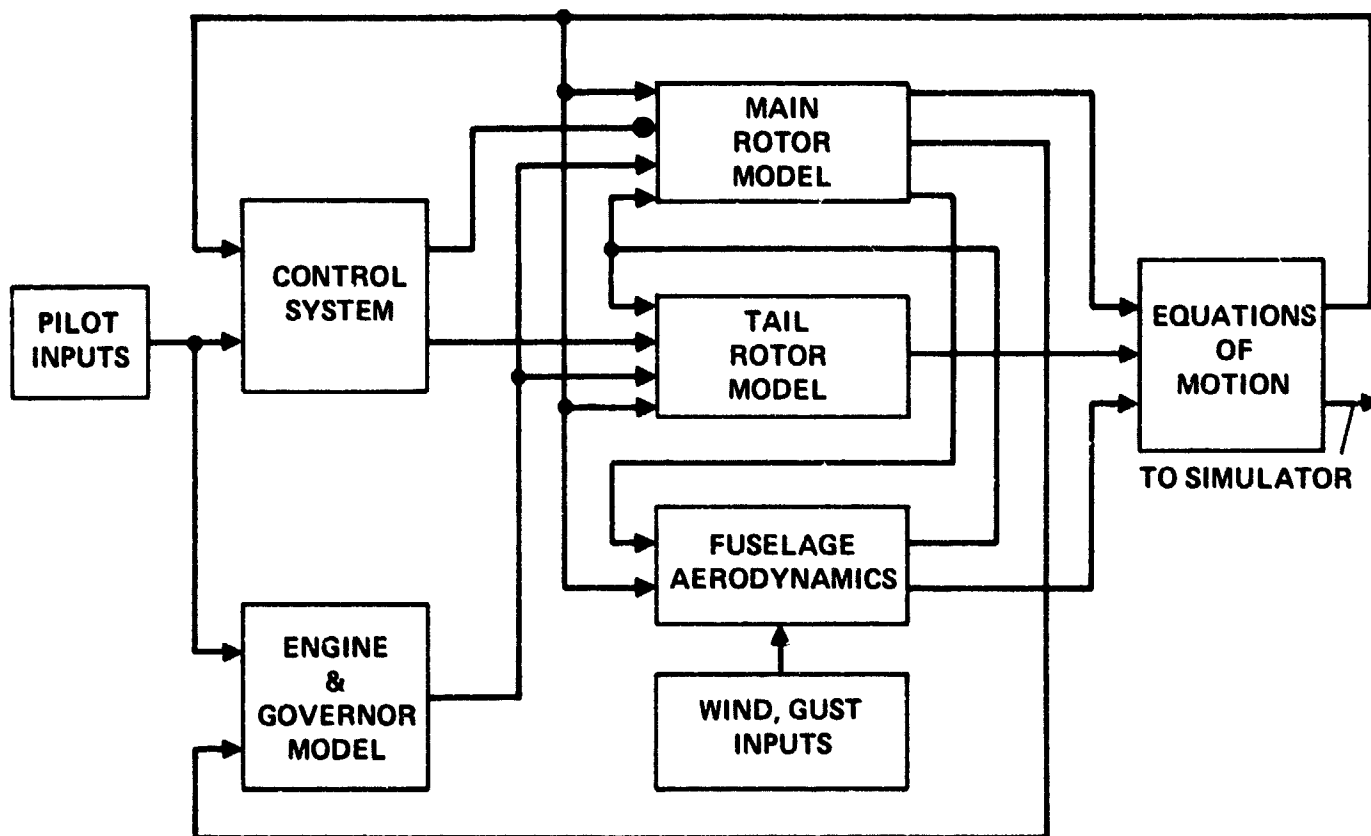 MAIN
ROTOR
MODEL
CONTROL
SYSTEM
PILOT
INPUTS
TAIL
ROTOR
MODEL
EQUATIONS
OF
MOTION
TO SIMULATOR
FUSELAGE
AERODYNAMICS
ENGINE
&
GOVERNOR
MODEL
WIND, GUST
INPUTS